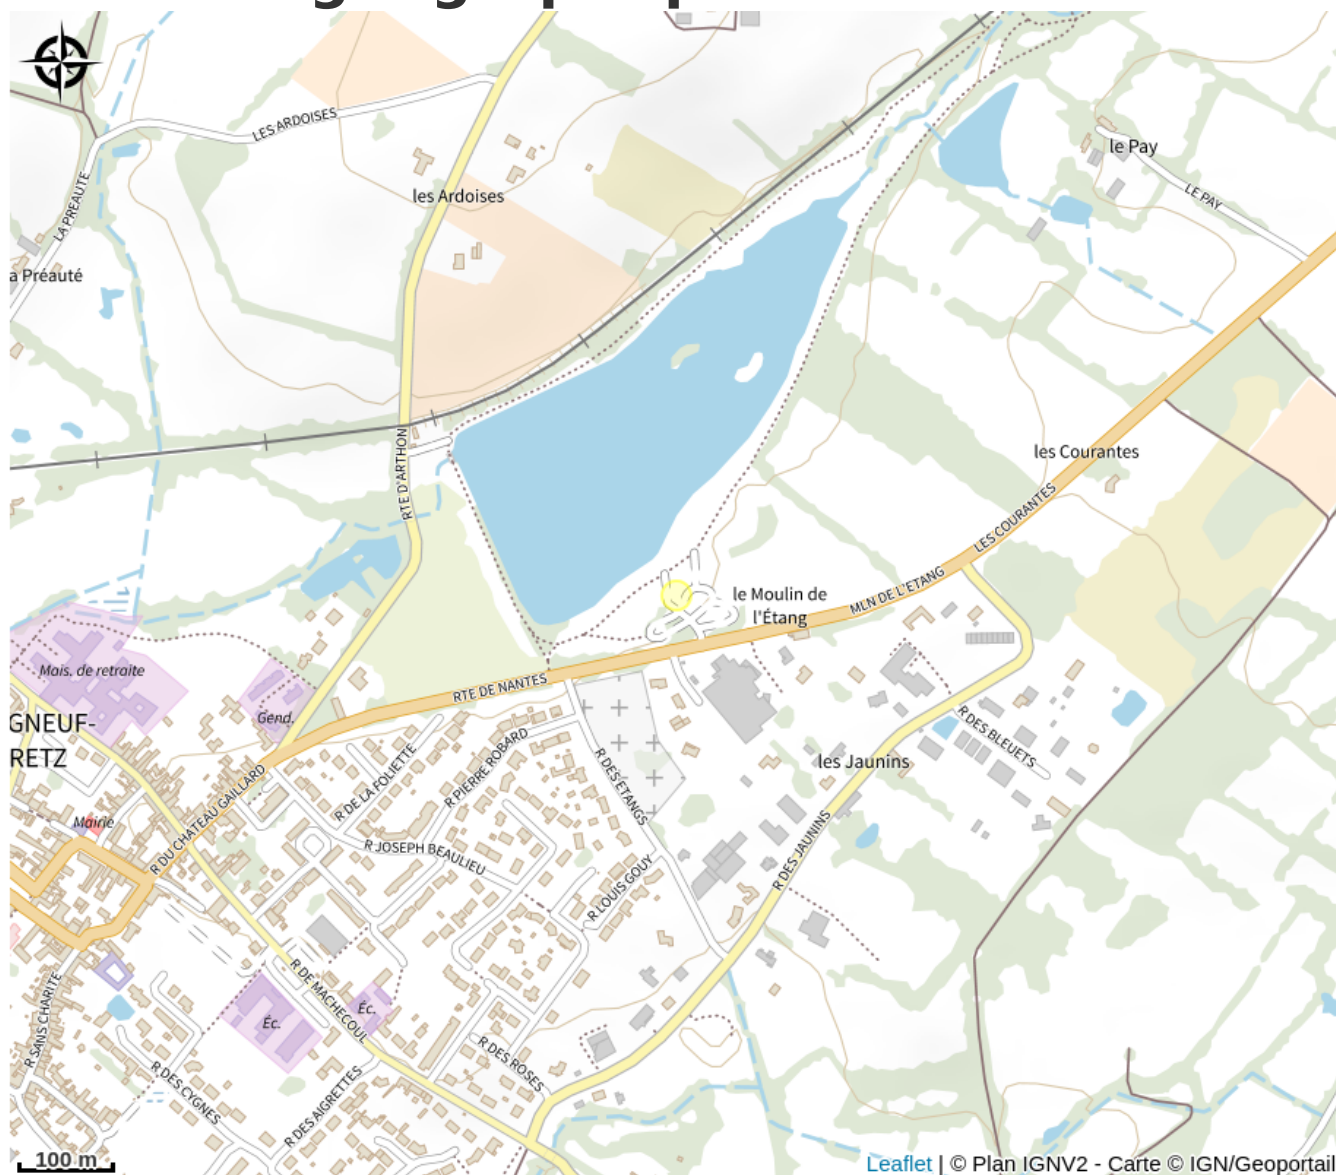 LES ARDOISES
le Pay
LA PREAUTE
les Ardoises
LE PAY
a Préauté
RTE D'ARTHON
les Courantes
LES COURANTES
MLN DE L'ETANG
le Moulin de
l'Étang
Mais. de retraite
RTE DE NANTES
Gend.
GNEUF-
RETZ
R DES BLEUETS
R PIERRE ROBARD
R DE LA FOLIETTE
les Jaunins
R DES ETANGS
Mairie
R DU CHATEAU GAILLARD
R JOSEPH BEAULIEU
R DES JAUNINS
R LOUIS GOUY
R DE MACHECOUL
Éc.
Éc.
R SANS CHARITE
R DES ROSES
R DES CYGNES
R DES AIGRETTES
100 m
Leaflet | © Plan IGNV2 - Carte © IGN/Geoportail